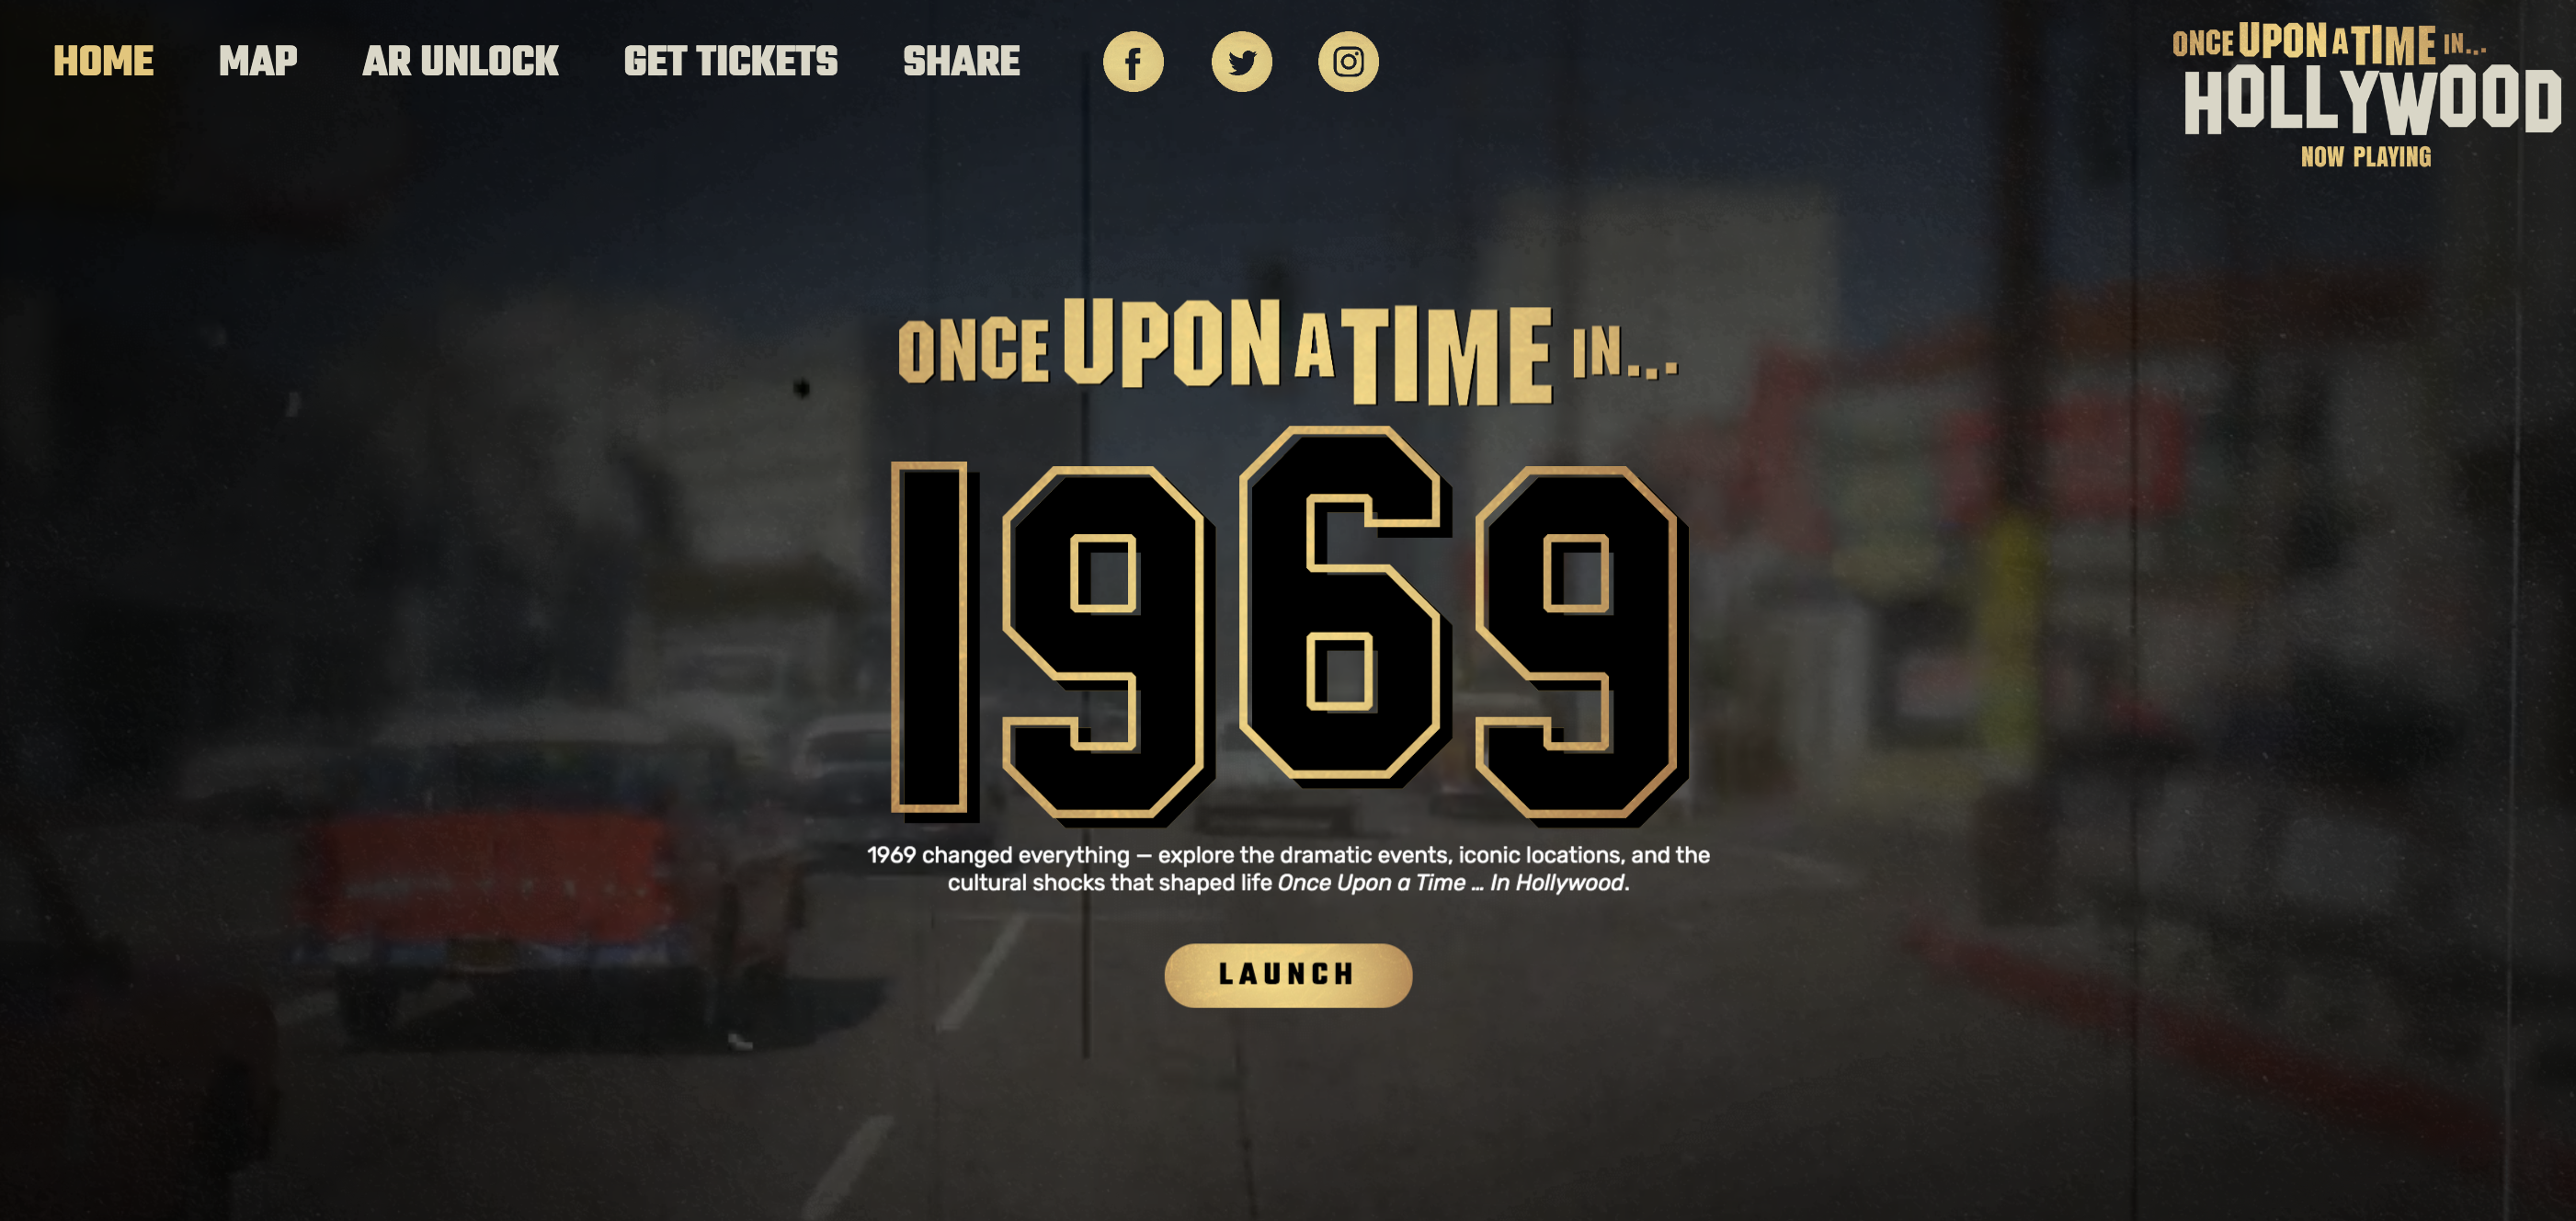 HOME MAP AR UNLOCK GET TICKETS SHARE
ONCE UPON A TIME IN...
HOLLYWOOD
NOW PLAYING
ONCE UPON A TIME IN...
1969
1969 changed everything — explore the dramatic events, iconic locations, and the
cultural shocks that shaped life Once Upon a Time ... In Hollywood.
LAUNCH